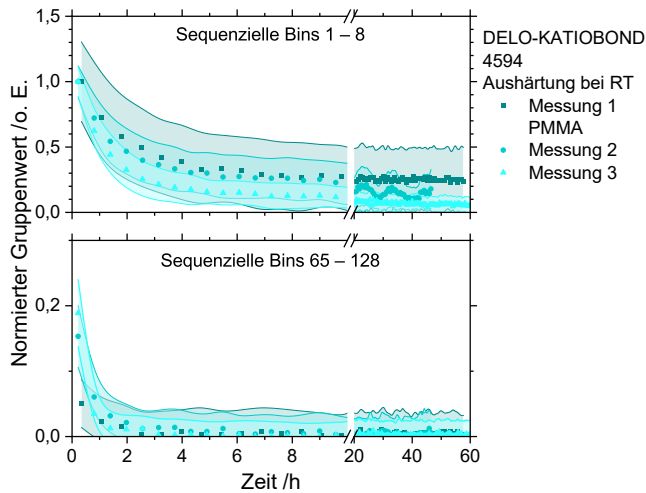 1,5
Sequenzielle Bins 1 – 8
1,0
0,5
0,0
DELO-KATIOBOND
4594
Aushärtung bei RT
Messung 1
PMMA
Messung 2
Messung 3
Normierter Gruppenwert /o. E.
Sequenzielle Bins 65 – 128
0,2
0,0
0 2 4 6 8 20 40 60
Zeit /h